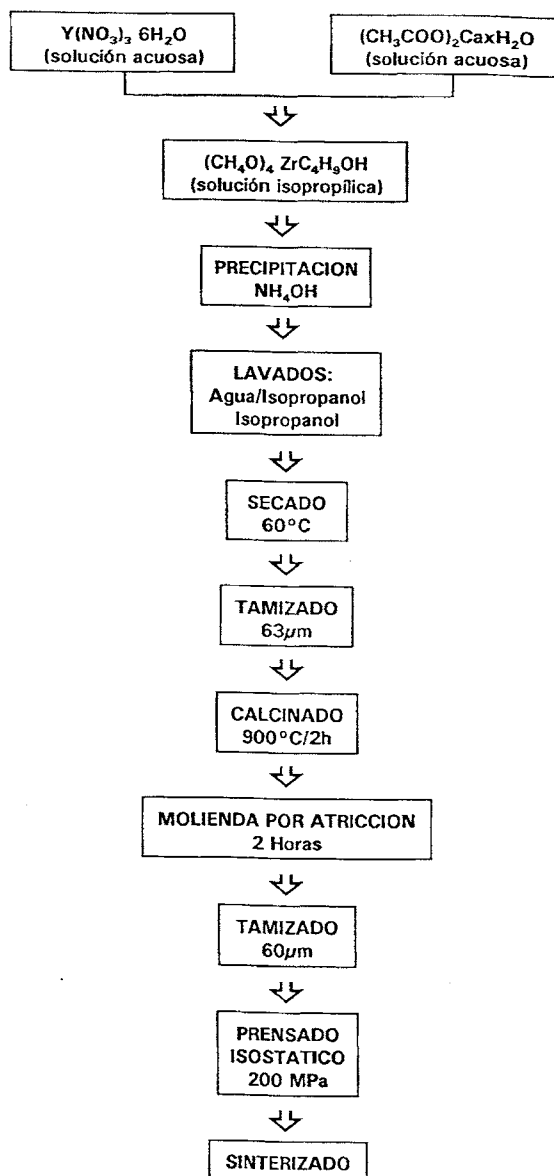 Y(NO₃)₃ 6H₂O
(solución acuosa)
(CH₃COO)₂CaxH₂O
(solución acuosa)
(CH₄O)₄ ZrC₄H₉OH
(solución isopropílica)
PRECIPITACION
NH₄OH
LAVADOS:
Agua/Isopropanol
Isopropanol
SECADO
60°C
TAMIZADO
63μm
CALCINADO
900°C/2h
MOLIENDA POR ATRICCION
2 Horas
TAMIZADO
60μm
PRENSADO
ISOSTATICO
200 MPa
SINTERIZADO